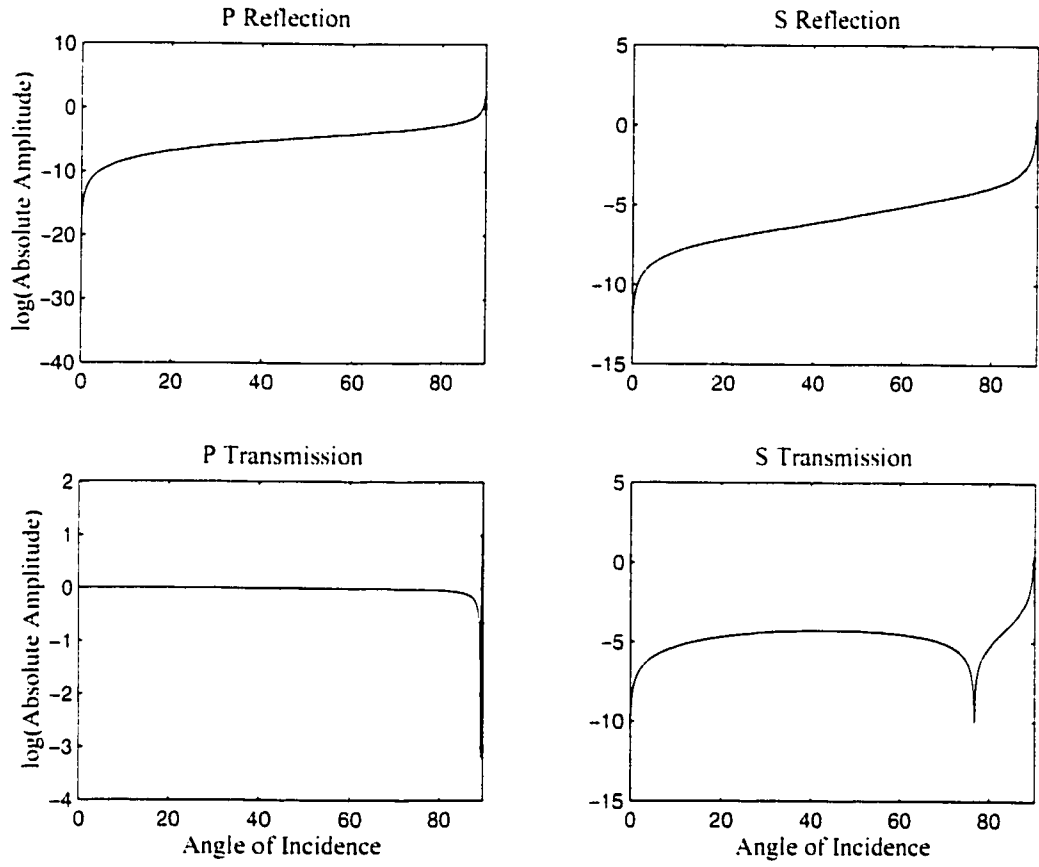 P Reflection
log(Absolute Amplitude)
10
0
−10
−20
−30
−40
0 20 40 60 80
S Reflection
5
0
−5
−10
−15
0 20 40 60 80
P Transmission
log(Absolute Amplitude)
2
1
0
−1
−2
−3
−4
0 20 40 60 80
Angle of Incidence
S Transmission
5
0
−5
−10
−15
0 20 40 60 80
Angle of Incidence